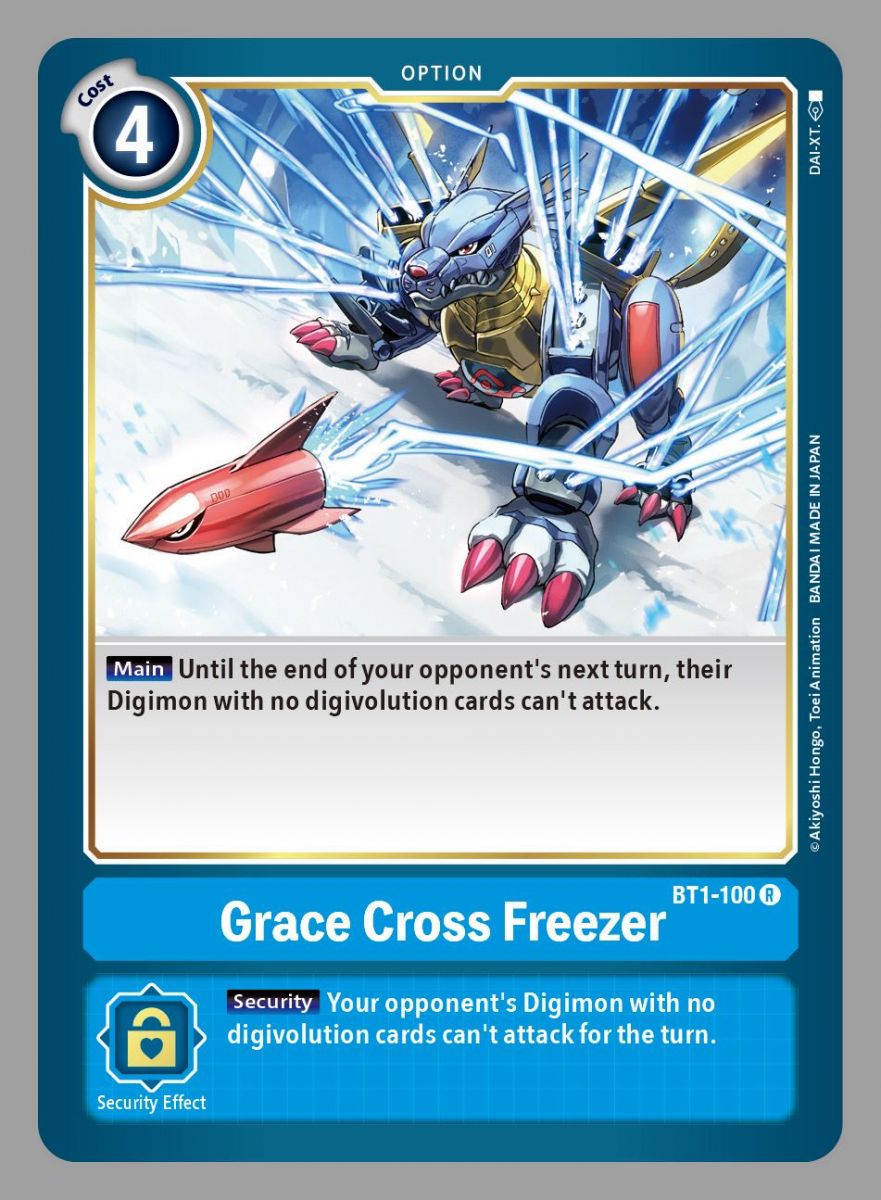 OPTION
Cost
4
DAI-XT.
Main Until the end of your opponent's next turn, their
Digimon with no digivolution cards can't attack.
©Akiyoshi Hongo, Toei Animation BANDAI MADE IN JAPAN
BT1-100 R
Grace Cross Freezer
Security Your opponent's Digimon with no
digivolution cards can't attack for the turn.
Security Effect